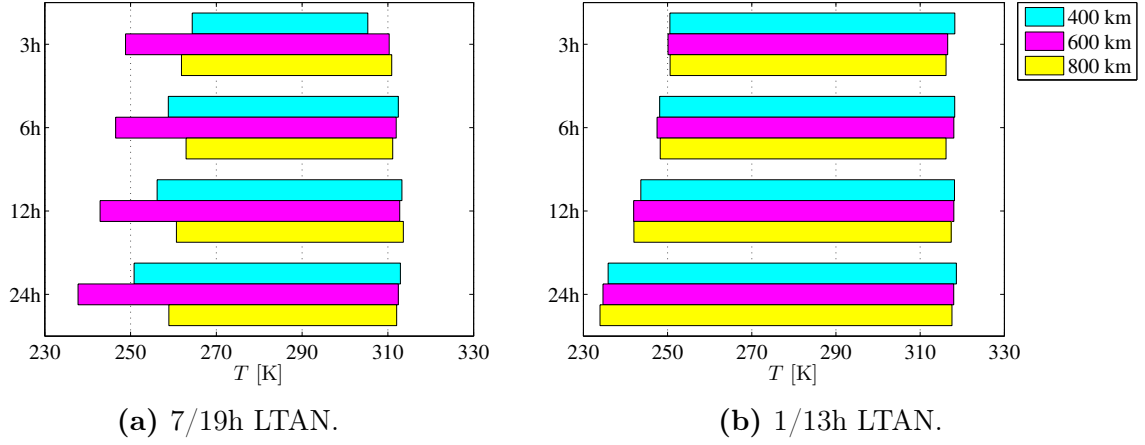 3h
6h
12h
24h
230 250 270 290 310 330
T [K]
(a) 7/19h LTAN.
3h
6h
12h
24h
230 250 270 290 310 330
T [K]
(b) 1/13h LTAN.
400 km
600 km
800 km